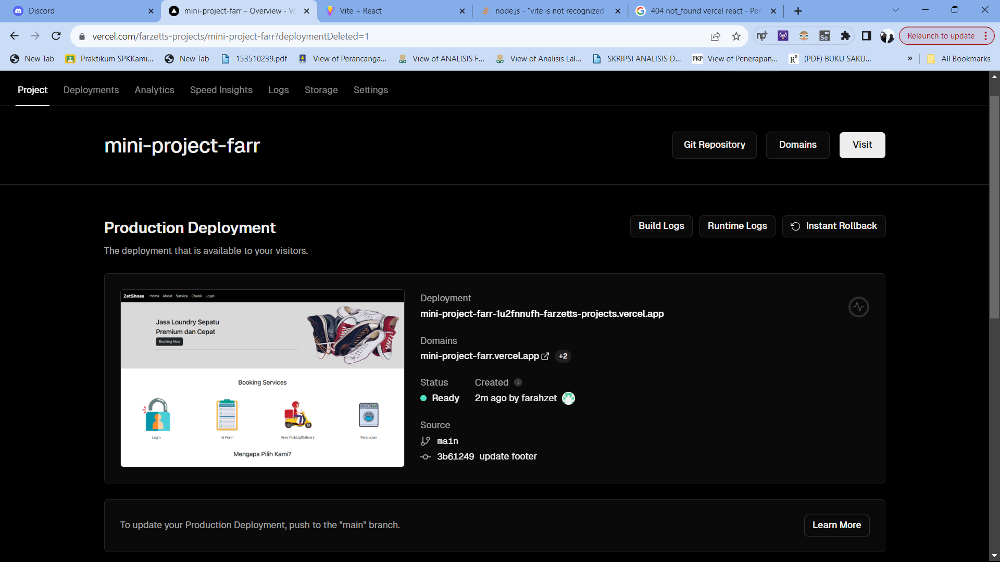 Discord
mini-project-farr – Overview - Ve
Vite + React
node.js - "vite is not recognized
404 not_found vercel react - Pen
vercel.com/farzetts-projects/mini-project-farr?deploymentDeleted=1
Relaunch to update
New Tab
Praktikum SPKKami...
New Tab
153510239.pdf
View of Perancanga...
View of ANALISIS F...
View of Analisis Lal...
SKRIPSI ANALISIS D...
PKP
View of Penerapan...
(PDF) BUKU SAKU...
»
All Bookmarks
Project
Deployments
Analytics
Speed Insights
Logs
Storage
Settings
mini-project-farr
Git Repository
Domains
Visit
Production Deployment
Build Logs
Runtime Logs
Instant Rollback
The deployment that is available to your visitors.
ZetShoes Home About Service ChatAI Login
Jasa Loundry Sepatu
Premium dan Cepat
Booking Now
Booking Services
Login
Isi Form
Free PickUp/Delivery
Pencucian
Mengapa Pilih Kami?
Deployment
mini-project-farr-1u2fnnufh-farzetts-projects.vercel.app
Domains
mini-project-farr.vercel.app +2
Status
Created
Ready
2m ago by farahzet
Source
main
3b61249 update footer
To update your Production Deployment, push to the "main" branch.
Learn More